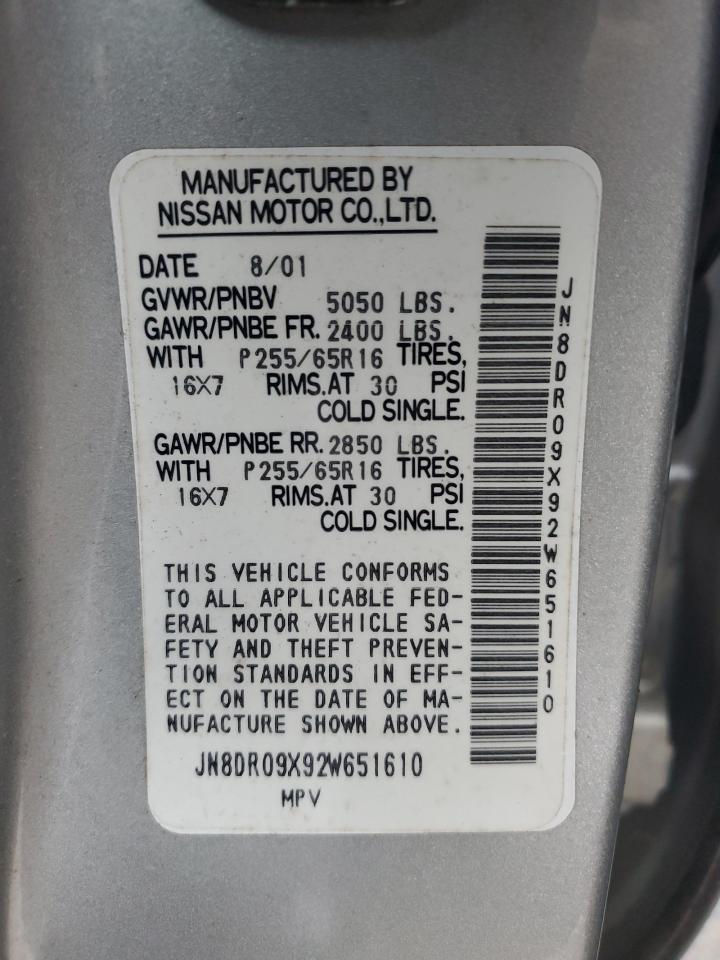 MANUFACTURED BY
NISSAN MOTOR CO.,LTD.
DATE 8/01
GVWR/PNBV 5050 LBS.
GAWR/PNBE FR. 2400 LBS.
WITH P255/65R16 TIRES,
16X7 RIMS.AT 30 PSI
COLD SINGLE.
GAWR/PNBE RR. 2850 LBS.
WITH P255/65R16 TIRES,
16X7 RIMS.AT 30 PSI
COLD SINGLE.
THIS VEHICLE CONFORMS
TO ALL APPLICABLE FED-
ERAL MOTOR VEHICLE SA-
FETY AND THEFT PREVEN-
TION STANDARDS IN EFF-
ECT ON THE DATE OF MA-
NUFACTURE SHOWN ABOVE.
JN8DR09X92W651610
MPV
JN8DR09X92W651610